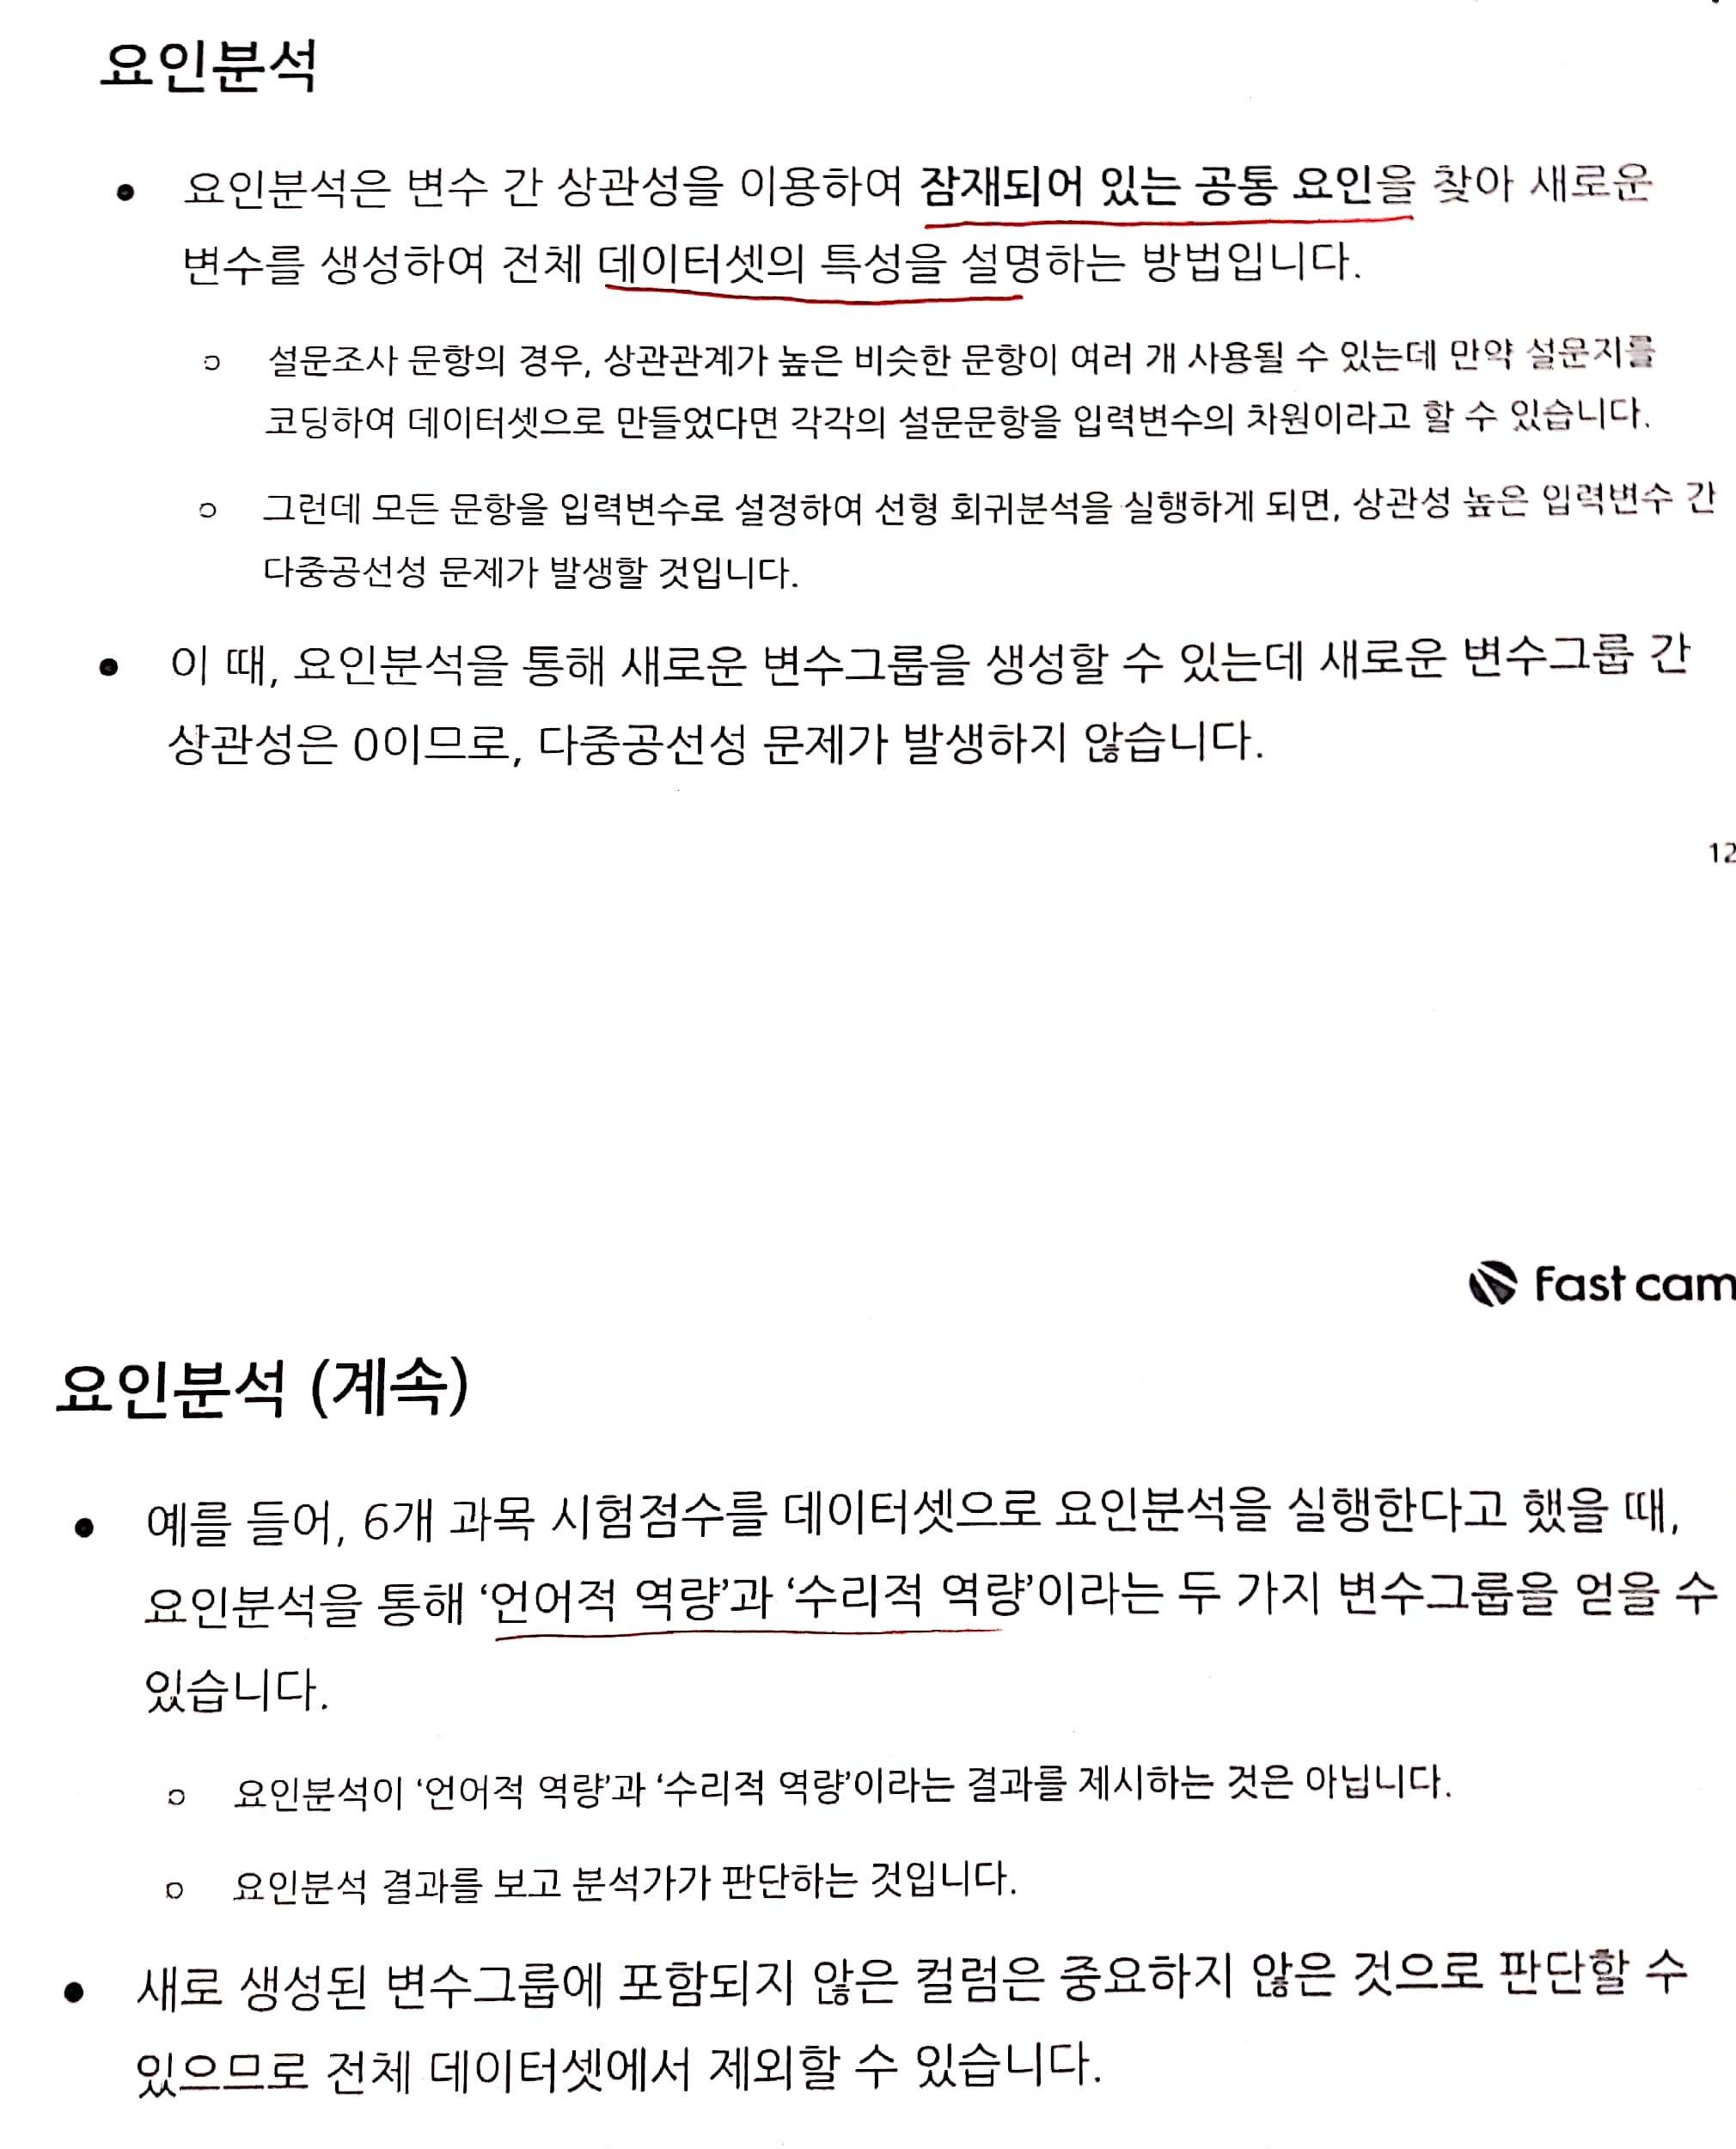 요인분석
• 요인분석은 변수 간 상관성을 이용하여 잠재되어 있는 공통 요인을 찾아 새로운
변수를 생성하여 전체 데이터셋의 특성을 설명하는 방법입니다.
○ 설문조사 문항의 경우, 상관관계가 높은 비슷한 문항이 여러 개 사용될 수 있는데 만약 설문지를
코딩하여 데이터셋으로 만들었다면 각각의 설문문항을 입력변수의 차원이라고 할 수 있습니다.
○ 그런데 모든 문항을 입력변수로 설정하여 선형 회귀분석을 실행하게 되면, 상관성 높은 입력변수 간
다중공선성 문제가 발생할 것입니다.
• 이 때, 요인분석을 통해 새로운 변수그룹을 생성할 수 있는데 새로운 변수그룹 간
상관성은 0이므로, 다중공선성 문제가 발생하지 않습니다.
12
Fast cam
요인분석 (계속)
• 예를 들어, 6개 과목 시험점수를 데이터셋으로 요인분석을 실행한다고 했을 때,
요인분석을 통해 ‘언어적 역량’과 ‘수리적 역량’이라는 두 가지 변수그룹을 얻을 수
있습니다.
○ 요인분석이 ‘언어적 역량’과 ‘수리적 역량’이라는 결과를 제시하는 것은 아닙니다.
○ 요인분석 결과를 보고 분석가가 판단하는 것입니다.
• 새로 생성된 변수그룹에 포함되지 않은 컬럼은 중요하지 않은 것으로 판단할 수
있으므로 전체 데이터셋에서 제외할 수 있습니다.